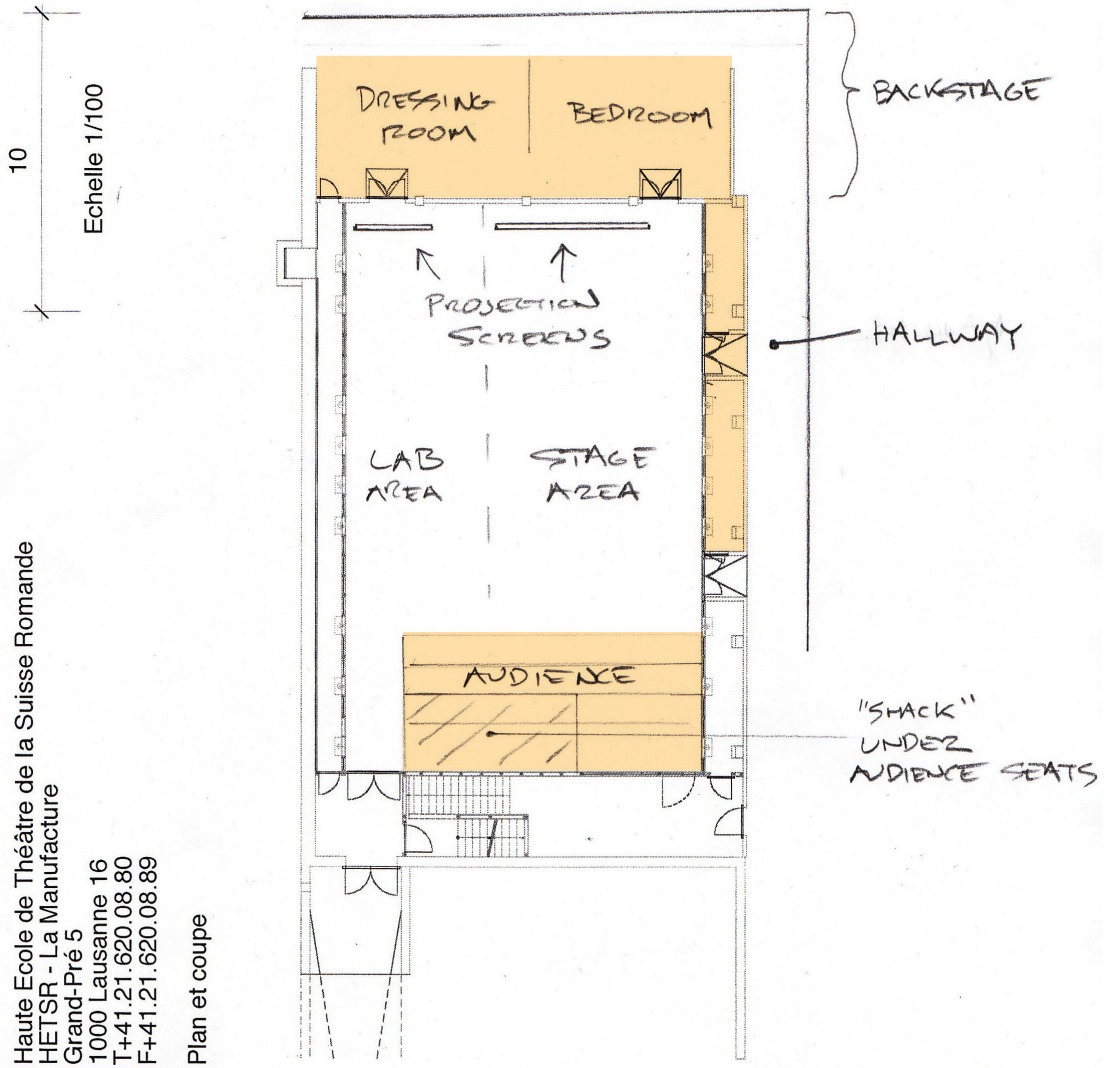 10
Echelle 1/100
Haute Ecole de Théâtre de la Suisse Romande
HETSR - La Manufacture
Grand-Pré 5
1000 Lausanne 16
T+41.21.620.08.80
F+41.21.620.08.89
Plan et coupe
DRESSING
ROOM
BEDROOM
BACKSTAGE
PROJECTION
SCREENS
HALLWAY
LAB
AREA
STAGE
AREA
AUDIENCE
"SHACK"
UNDER
AUDIENCE SEATS